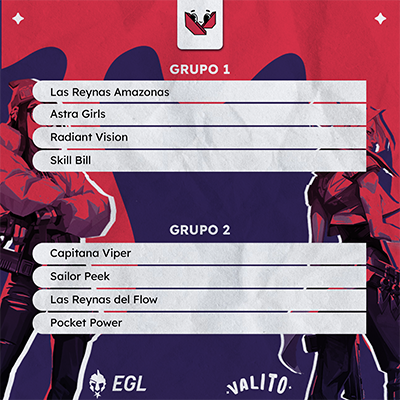 GRUPO 1
Las Reynas Amazonas
Astra Girls
Radiant Vision
Skill Bill
GRUPO 2
Capitana Viper
Sailor Peek
Las Reynas del Flow
Pocket Power
EGL
VALITO